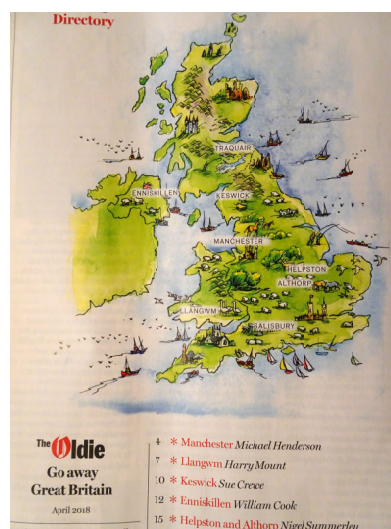 Directory
TRAQUAIR
ENNISKILLEN
KESWICK
MANCHESTER
HELPSTON
ALTHORP
LLANGWM
SALISBURY
The Oldie
Go away
Great Britain
April 2018
4 * Manchester Michael Henderson
7 * Llangwm Harry Mount
10 * Keswick Sue Creve
12 * Enniskillen William Cook
15 * Helpston and Althorp Nigel Summerley